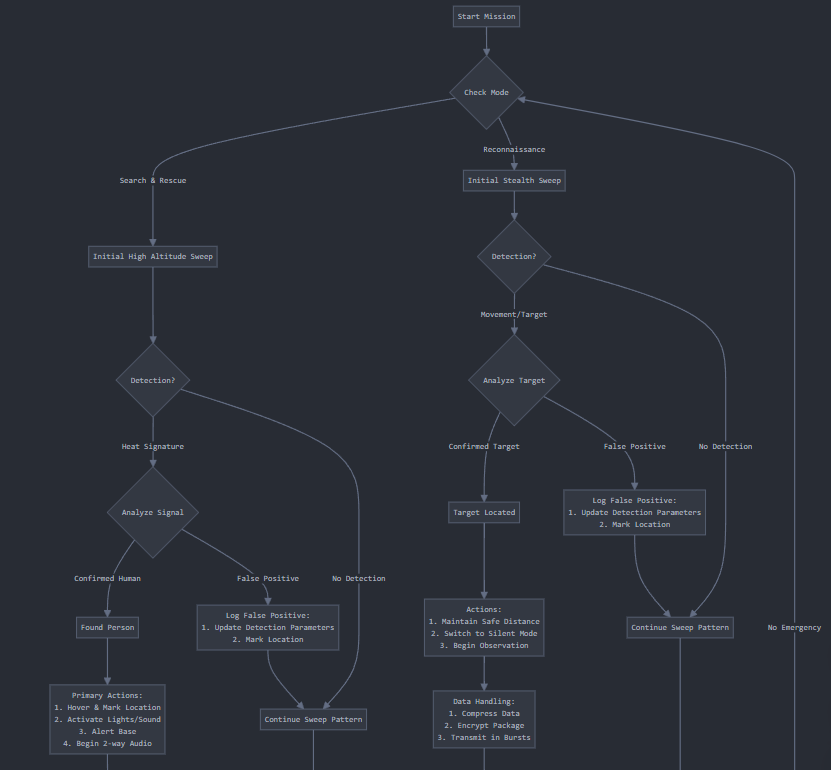 Start Mission
Check Mode
Reconnaissance
Search & Rescue
Initial Stealth Sweep
Initial High Altitude Sweep
Detection?
Movement/Target
Detection?
Analyze Target
Heat Signature
Confirmed Target
False Positive
No Detection
Analyze Signal
Target Located
Log False Positive:
1. Update Detection Parameters
2. Mark Location
Confirmed Human
False Positive
No Detection
Found Person
Log False Positive:
1. Update Detection Parameters
2. Mark Location
Actions:
1. Maintain Safe Distance
2. Switch to Silent Mode
3. Begin Observation
Continue Sweep Pattern
No Emergency
Primary Actions:
1. Hover & Mark Location
2. Activate Lights/Sound
3. Alert Base
4. Begin 2-way Audio
Continue Sweep Pattern
Data Handling:
1. Compress Data
2. Encrypt Package
3. Transmit in Bursts